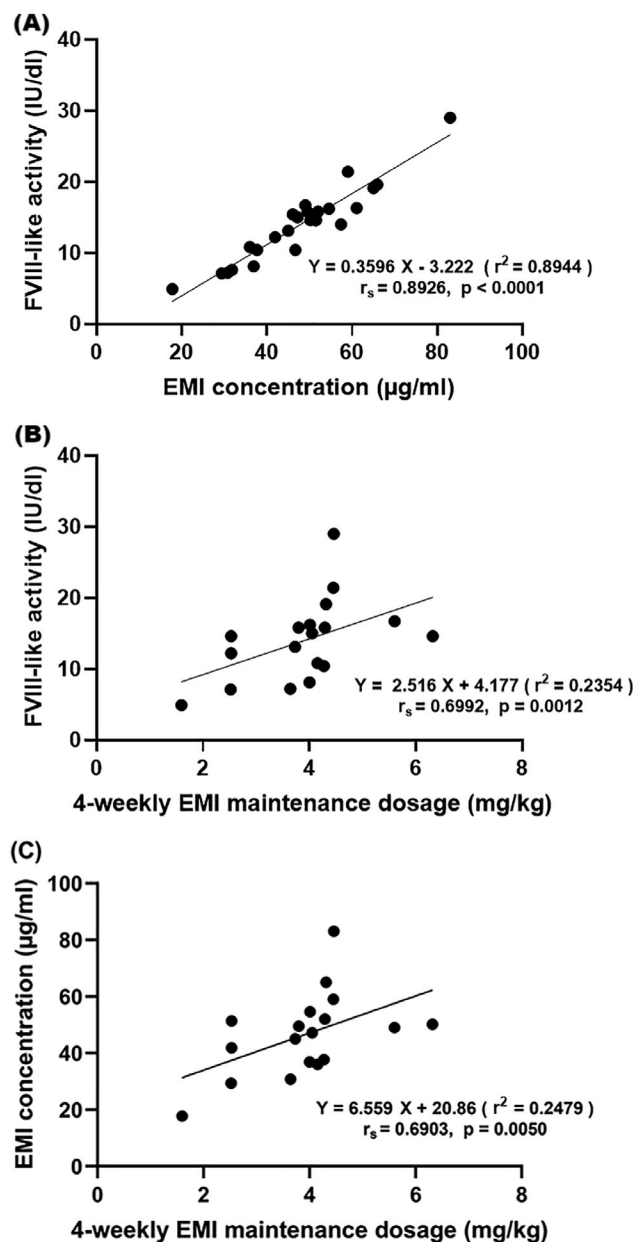 (A)
40
30
20
10
0
FVIII-like activity (IU/dl)
Y = 0.3596 X - 3.222 ( r² = 0.8944 )
rₛ = 0.8926, p < 0.0001
0 20 40 60 80 100
EMI concentration (µg/ml)
(B)
40
30
20
10
0
FVIII-like activity (IU/dl)
Y = 2.516 X + 4.177 ( r² = 0.2354 )
rₛ = 0.6992, p = 0.0012
0 2 4 6 8
4-weekly EMI maintenance dosage (mg/kg)
(C)
100
80
60
40
20
0
EMI concentration (µg/ml)
Y = 6.559 X + 20.86 ( r² = 0.2479 )
rₛ = 0.6903, p = 0.0050
0 2 4 6 8
4-weekly EMI maintenance dosage (mg/kg)